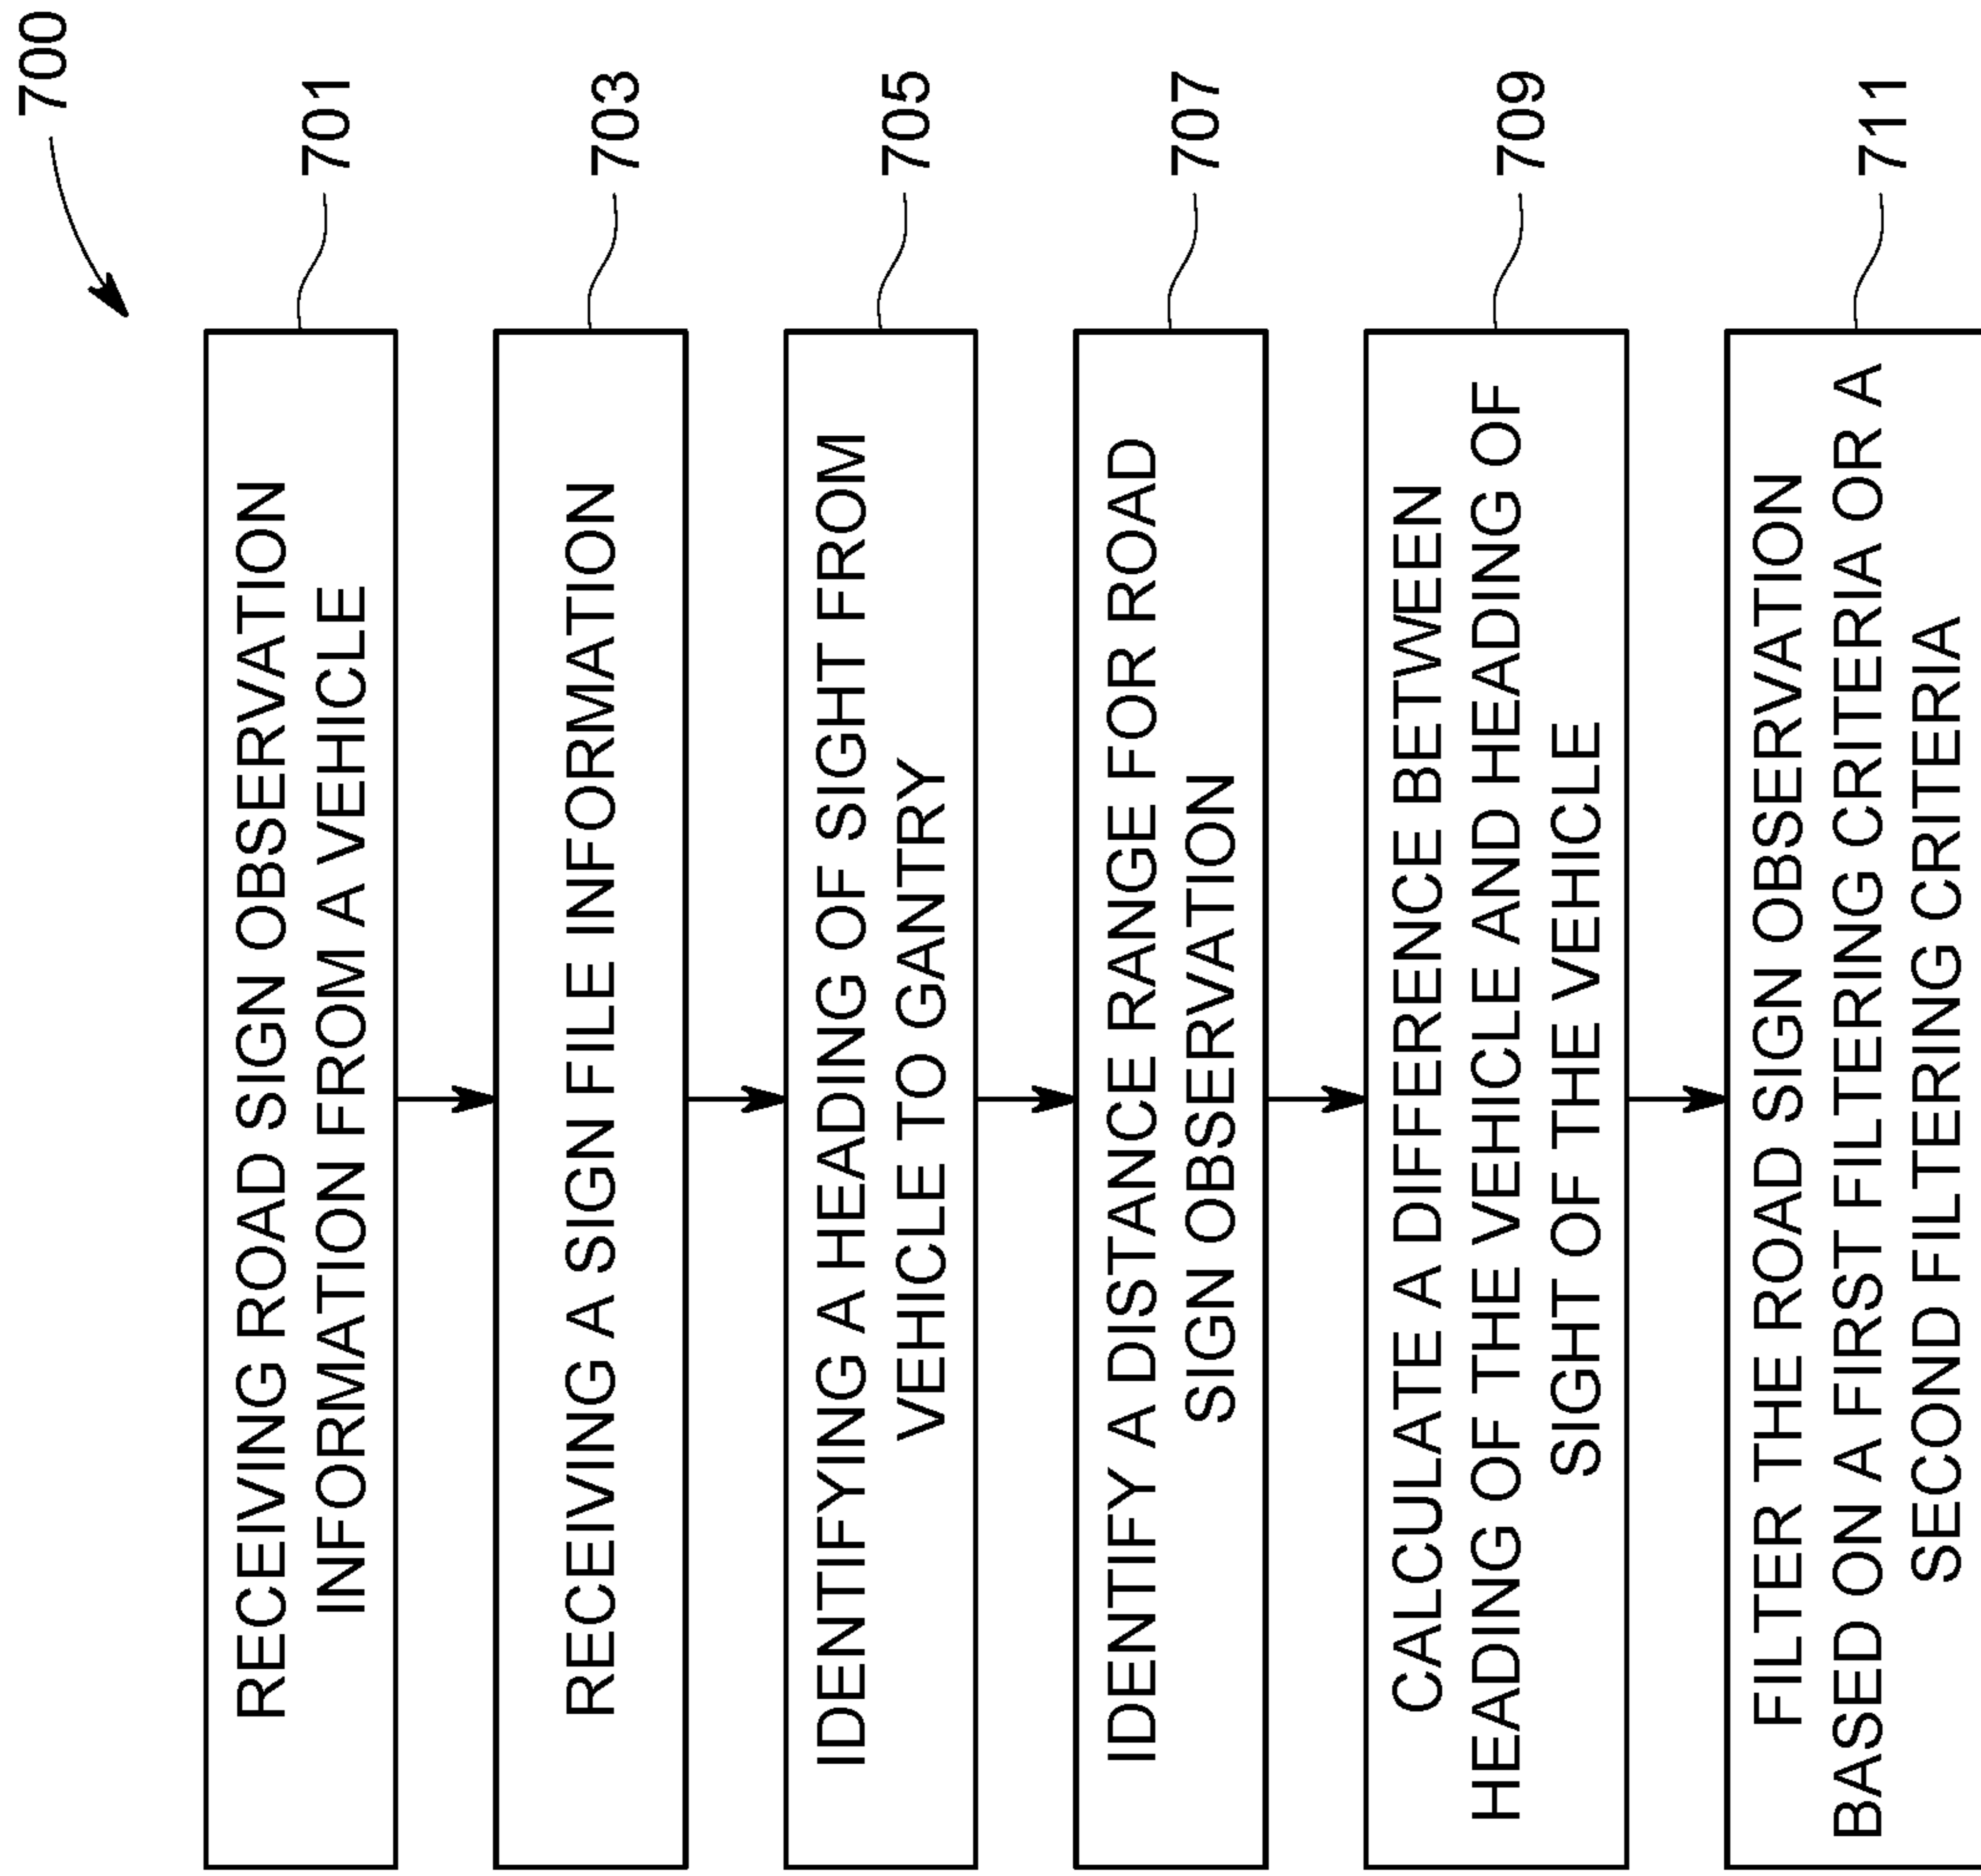 700
RECEIVING ROAD SIGN OBSERVATION
INFORMATION FROM A VEHICLE
701
RECEIVING A SIGN FILE INFORMATION
703
IDENTIFYING A HEADING OF SIGHT FROM
VEHICLE TO GANTRY
705
IDENTIFY A DISTANCE RANGE FOR ROAD
SIGN OBSERVATION
707
CALCULATE A DIFFERENCE BETWEEN
HEADING OF THE VEHICLE AND HEADING OF
SIGHT OF THE VEHICLE
709
FILTER THE ROAD SIGN OBSERVATION
BASED ON A FIRST FILTERING CRITERIA OR A
SECOND FILTERING CRITERIA
711